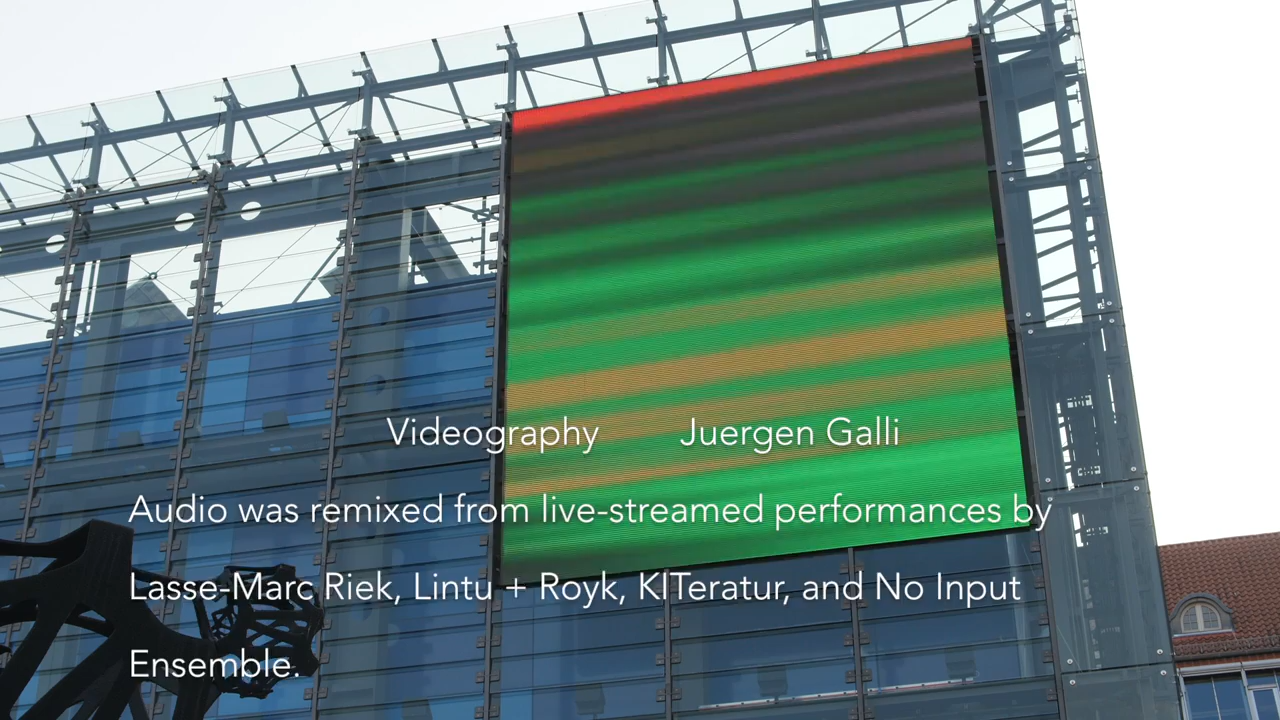 Videography Juergen Galli
Audio was remixed from live-streamed performances by
Lasse-Marc Riek, Lintu + Royk, KITeratur, and No Input
Ensemble.